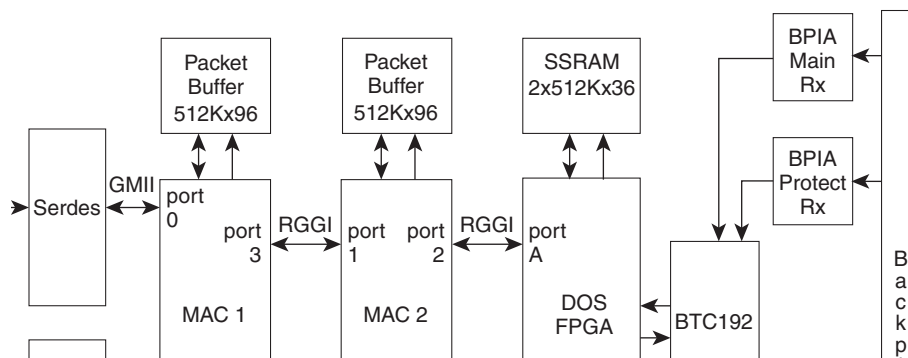 Packet
Buffer
512Kx96
Packet
Buffer
512Kx96
SSRAM
2x512Kx36
BPIA
Main
Rx
BPIA
Protect
Rx
Serdes
GMII
port
0
port
3
MAC 1
RGGI
port
1
port
2
MAC 2
RGGI
port
A
DOS
FPGA
BTC192
B
a
c
k
p